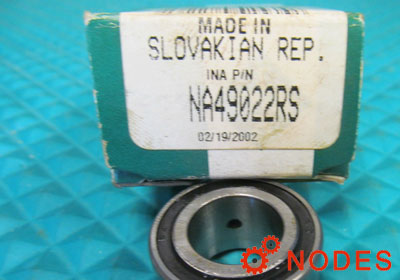 MADE IN
SLOVAKIAN REP.
INA P/N
NA49022RS
02/19/2002
NODES